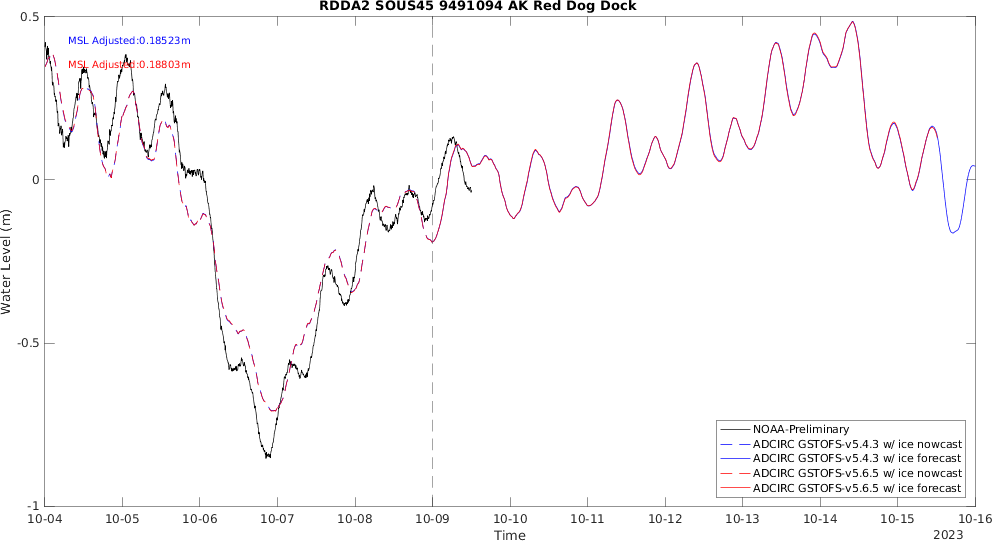 RDDA2 SOUS45 9491094 AK Red Dog Dock
MSL Adjusted:0.18523m
MSL Adjusted:0.18803m
0.5
0
-0.5
-1
Water Level (m)
10-04 10-05 10-06 10-07 10-08 10-09 10-10 10-11 10-12 10-13 10-14 10-15 10-16
Time
2023
NOAA-Preliminary
ADCIRC GSTOFS-v5.4.3 w/ ice nowcast
ADCIRC GSTOFS-v5.4.3 w/ ice forecast
ADCIRC GSTOFS-v5.6.5 w/ ice nowcast
ADCIRC GSTOFS-v5.6.5 w/ ice forecast